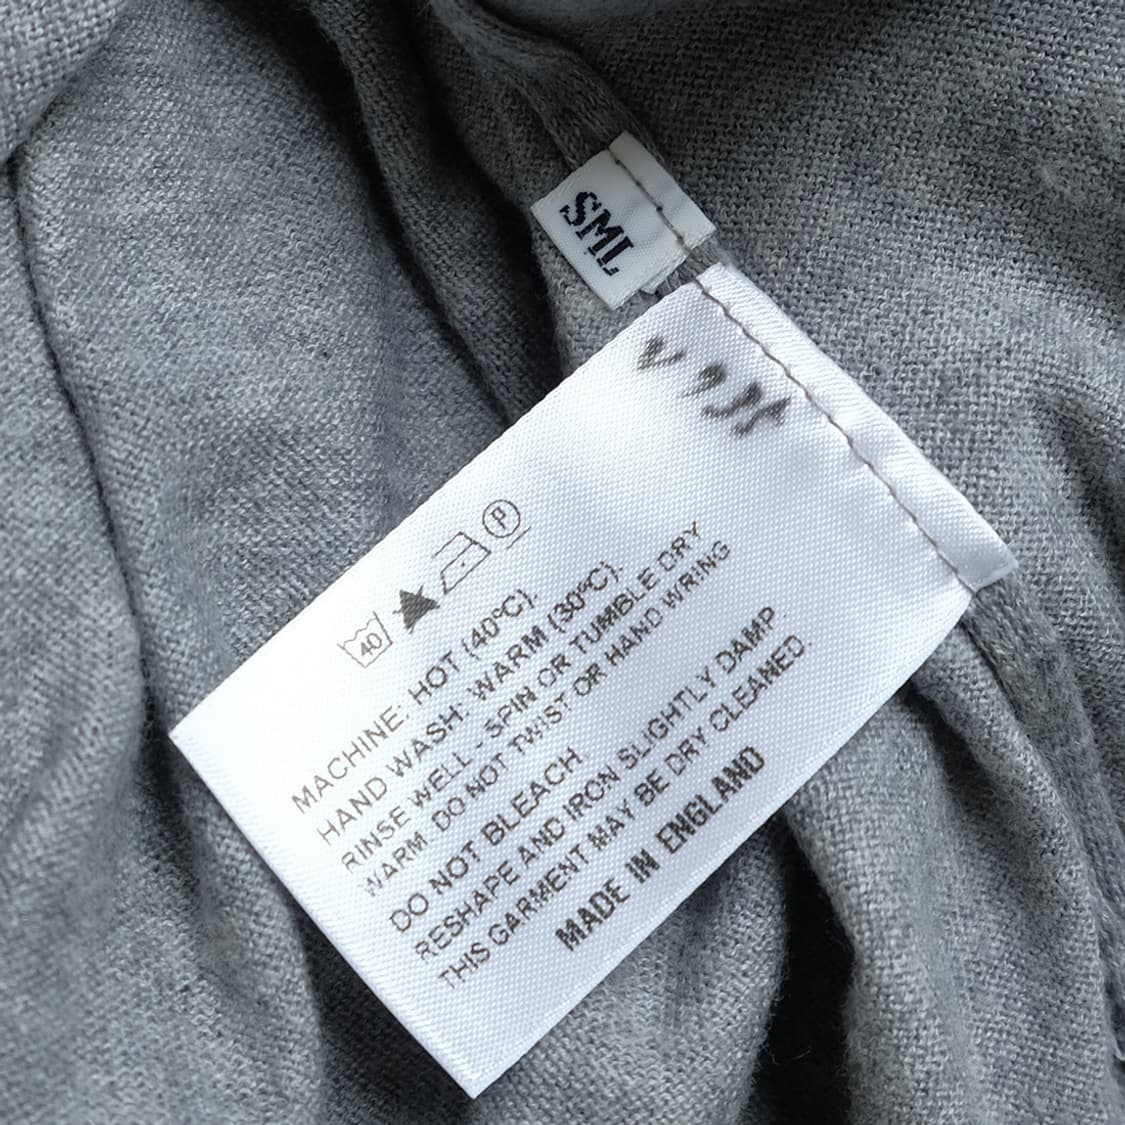 SML
40
P
MACHINE: HOT (40°C).
HAND WASH: WARM (30°C).
RINSE WELL - SPIN OR TUMBLE DRY
WARM DO NOT TWIST OR HAND WRING
DO NOT BLEACH
RESHAPE AND IRON SLIGHTLY DAMP
THIS GARMENT MAY BE DRY CLEANED
MADE IN ENGLAND